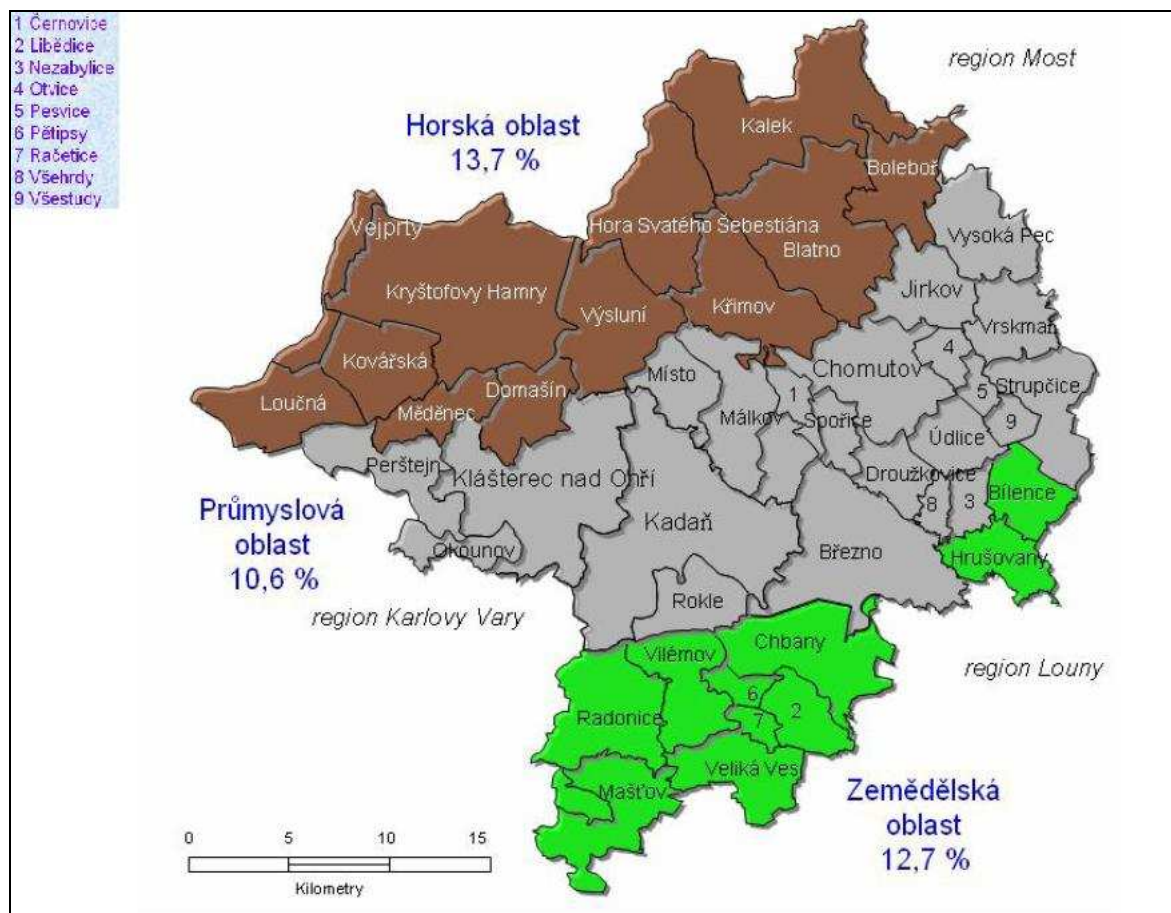 1 Černovice
2 Libědice
3 Nezabylice
4 Otvice
5 Pesvice
6 Pětipsy
7 Račetice
8 Všehrdy
9 Všestudy
region Most
Horská oblast
13,7 %
Kalek
Boleboř
Vejprty
Hora Svatého Šebestiána
Vysoká Pec
Blatno
Kryštofovy Hamry
Jirkov
Výsluní
Křimov
Vrskmaň
4
Kovářská
Místo
Chomutov
Strupčice
Domašín
1
5
Loučná
Měděnec
Málkov
Spořice
9
Údlice
Perštejn
Klášterec nad Ohří
Droužkovice
8
3
Bílence
Průmyslová
oblast
10,6 %
Kadaň
Okounov
Březno
Hrušovany
Rokle
region Karlovy Vary
Chbany
Vilémov
region Louny
6
2
Radonice
7
Veliká Ves
Mašťov
Zemědělská
oblast
12,7 %
0 5 10 15
Kilometry